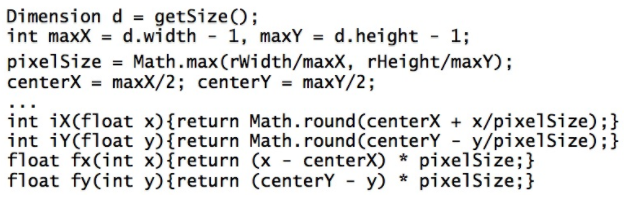 Dimension d = getSize();
int maxX = d.width - 1, maxY = d.height - 1;
pixelSize = Math.max(rWidth/maxX, rHeight/maxY);
centerX = maxX/2; centerY = maxY/2;
...
int iX(float x){return Math.round(centerX + x/pixelSize);}
int iY(float y){return Math.round(centerY - y/pixelSize);}
float fx(int x){return (x - centerX) * pixelSize;}
float fy(int y){return (centerY - y) * pixelSize;}